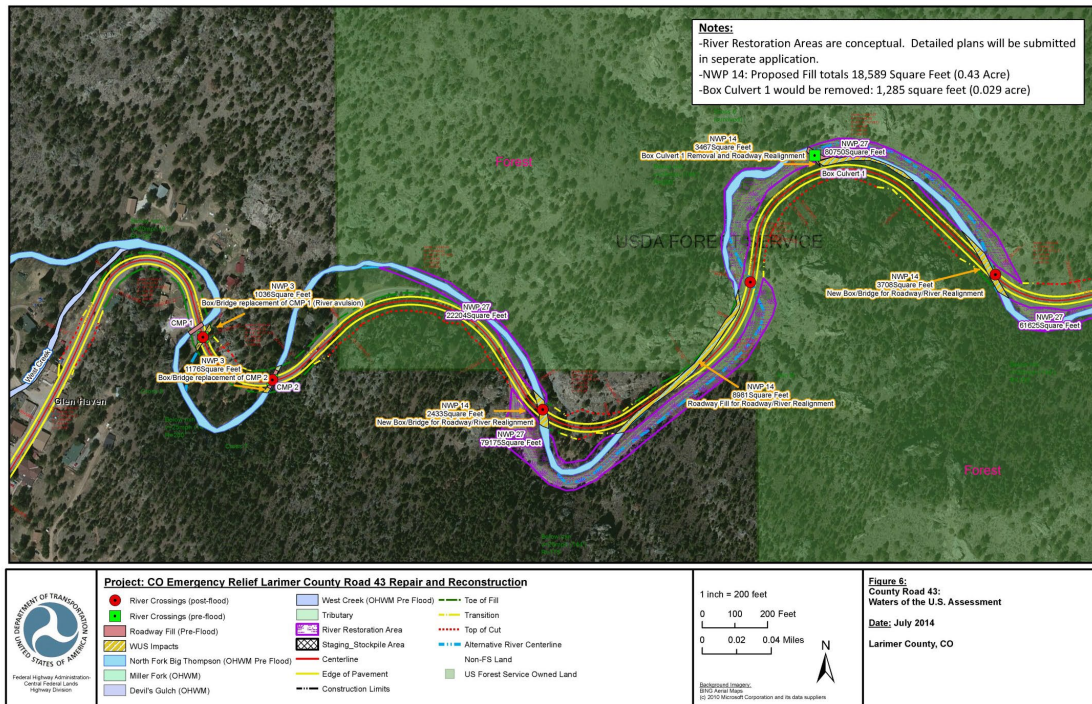 Notes:
-River Restoration Areas are conceptual.  Detailed plans will be submitted
in seperate application.
-NWP 14: Proposed Fill totals 18,589 Square Feet (0.43 Acre)
-Box Culvert 1 would be removed: 1,285 square feet (0.029 acre)
Forest
NWP 14
3467Square Feet
Box Culvert 1 Removal and Roadway Realignment
NWP 27
80750Square Feet
Box Culvert 1
USDA FOREST SERVICE
NWP 3
1036Square Feet
Box/Bridge replacement of CMP 1 (River avulsion)
NWP 14
3708Square Feet
New Box/Bridge for Roadway/River Realignment
NWP 27
22204Square Feet
NWP 27
61625Square Feet
CMP 1
West Creek
NWP 3
1176Square Feet
Box/Bridge replacement of CMP 2
CMP 2
Glen Haven
NWP 14
8981Square Feet
Roadway Fill for Roadway/River Realignment
NWP 14
2433Square Feet
New Box/Bridge for Roadway/River Realignment
NWP 27
79175Square Feet
Forest
DEPARTMENT OF TRANSPORTATION
UNITED STATES OF AMERICA
Federal Highway Administration-
Central Federal Lands
Highway Division
Project: CO Emergency Relief Larimer County Road 43 Repair and Reconstruction
River Crossings (post-flood)
River Crossings (pre-flood)
Roadway Fill (Pre-Flood)
WUS Impacts
North Fork Big Thompson (OHWM Pre Flood)
Miller Fork (OHWM)
Devil's Gulch (OHWM)
West Creek (OHWM Pre Flood)
Tributary
River Restoration Area
Staging_Stockpile Area
Centerline
Edge of Pavement
Construction Limits
Toe of Fill
Transition
Top of Cut
Alternative River Centerline
Non-FS Land
US Forest Service Owned Land
1 inch = 200 feet
0 100 200 Feet
0 0.02 0.04 Miles
N
Background Imagery:
BING Aerial Maps
(c) 2010 Microsoft Corporation and its data suppliers
Figure 6:
County Road 43:
Waters of the U.S. Assessment
Date: July 2014
Larimer County, CO